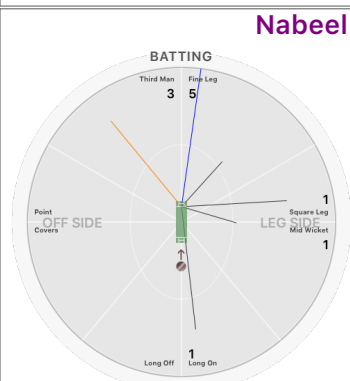 Nabeel
BATTING
Third Man Fine Leg
3 5
1
Point Square Leg
OFF SIDE LEG SIDE
Covers Mid Wicket
1
1
Long Off Long On